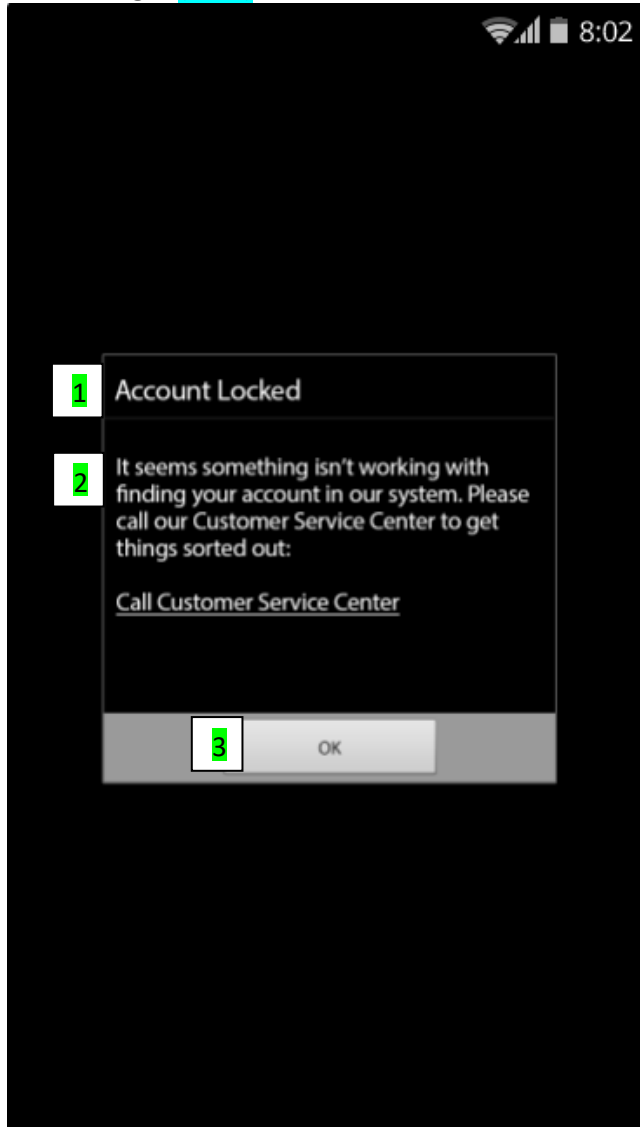 8:02
1 Account Locked
2 It seems something isn't working with
finding your account in our system. Please
call our Customer Service Center to get
things sorted out:
Call Customer Service Center
3 OK